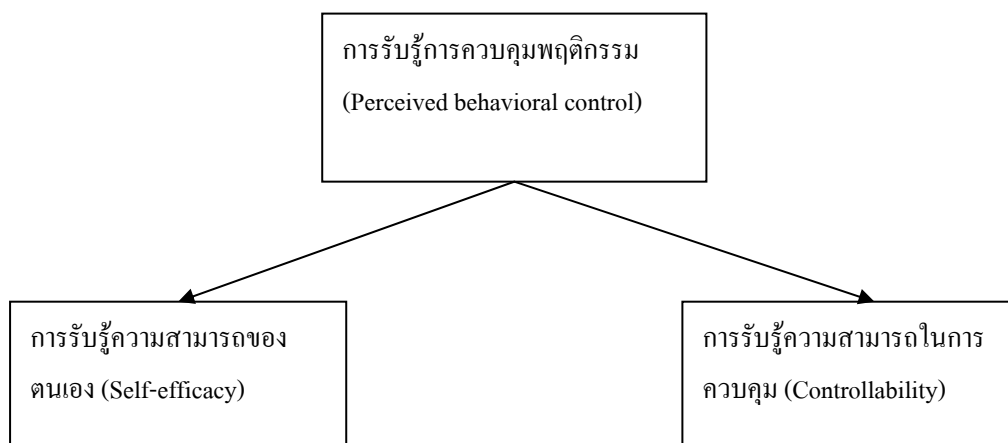 การรับรู้การควบคุมพฤติกรรม
(Perceived behavioral control)
การรับรู้ความสามารถของ
ตนเอง (Self-efficacy)
การรับรู้ความสามารถในการ
ควบคุม (Controllability)